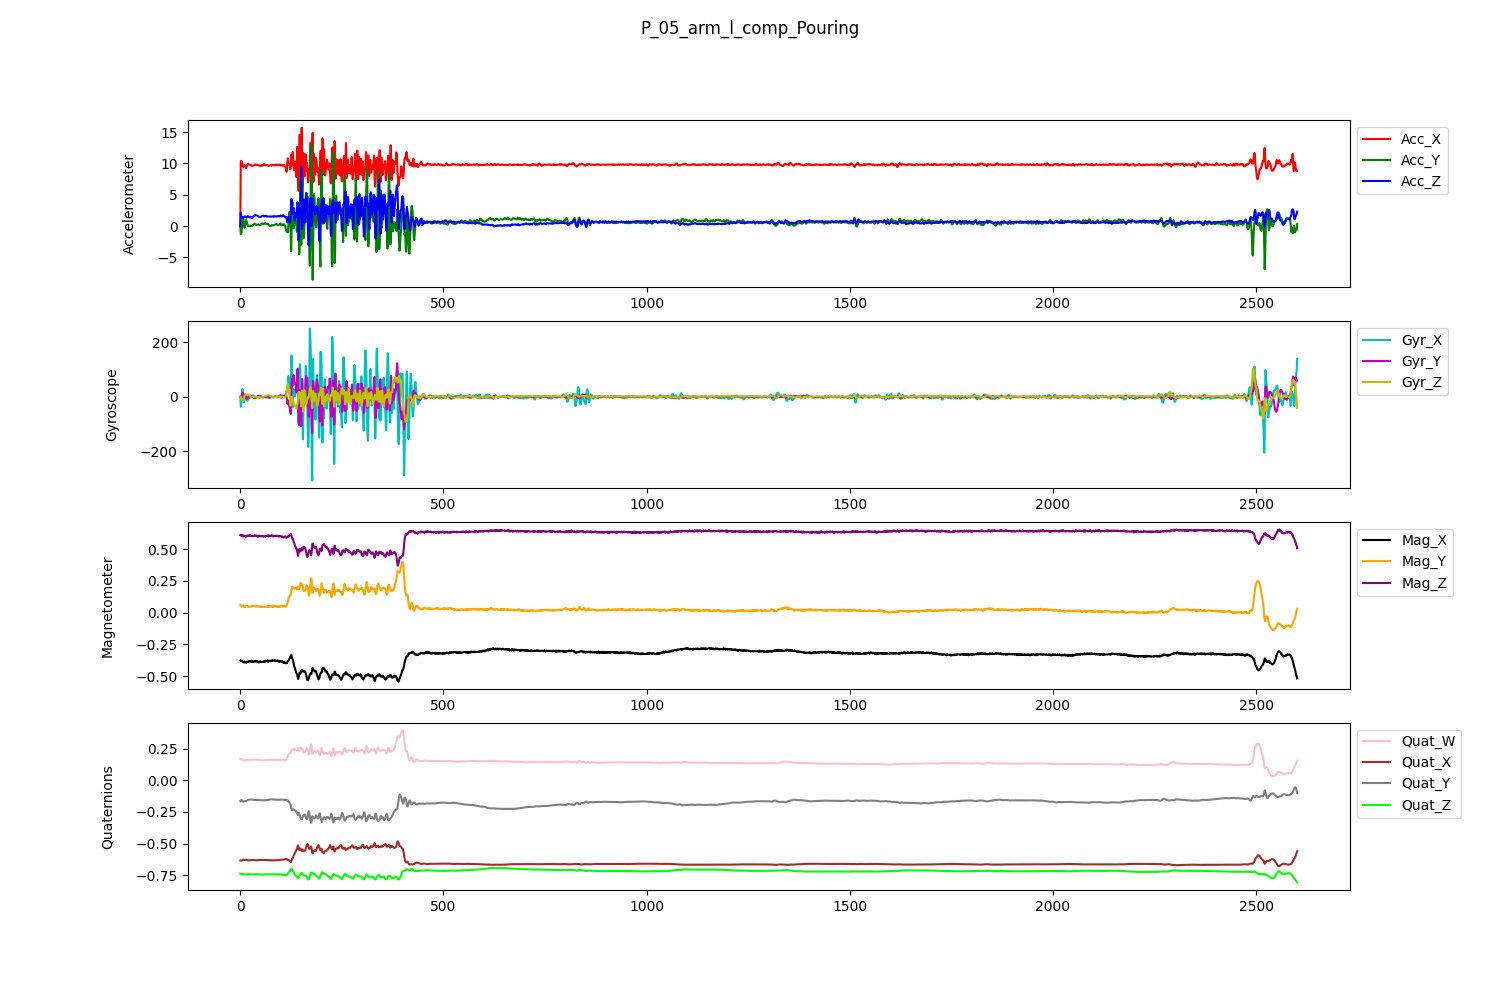 P_05_arm_l_comp_Pouring
Accelerometer
15
10
5
0
−5
0 500 1000 1500 2000 2500
Acc_X
Acc_Y
Acc_Z
Gyroscope
200
0
−200
0 500 1000 1500 2000 2500
Gyr_X
Gyr_Y
Gyr_Z
Magnetometer
0.50
0.25
0.00
−0.25
−0.50
0 500 1000 1500 2000 2500
Mag_X
Mag_Y
Mag_Z
Quaternions
0.25
0.00
−0.25
−0.50
−0.75
0 500 1000 1500 2000 2500
Quat_W
Quat_X
Quat_Y
Quat_Z